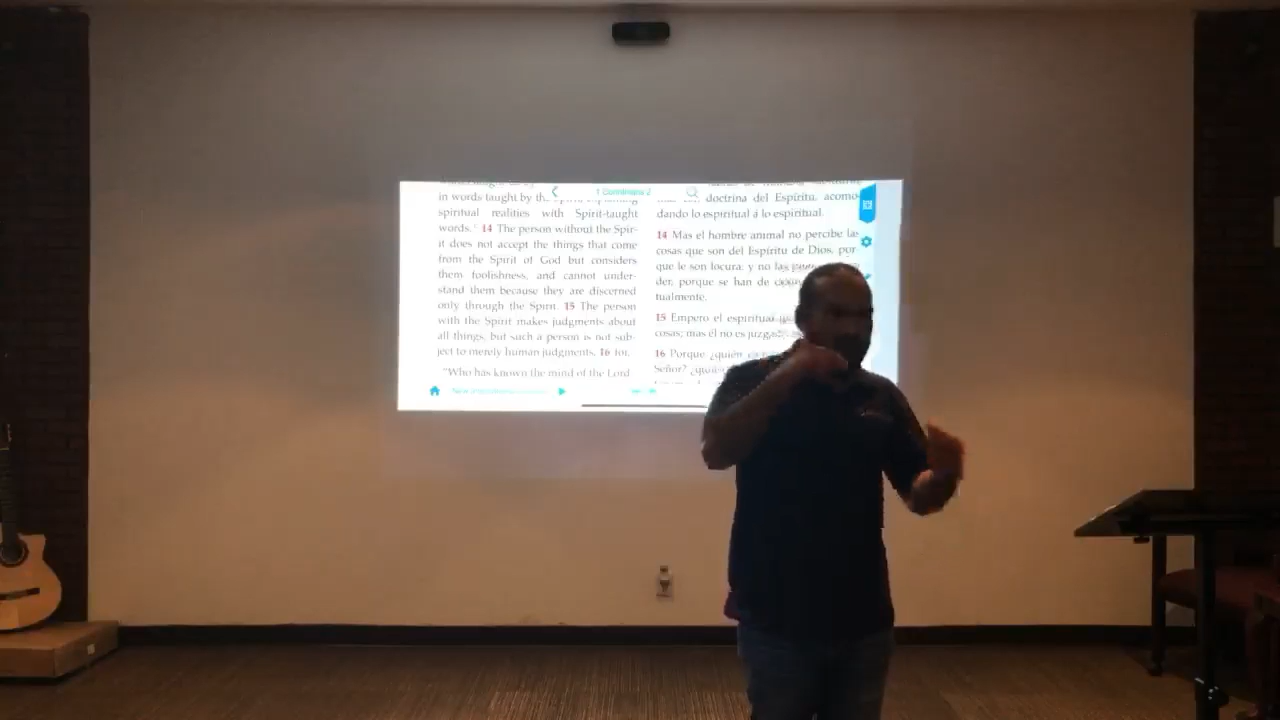 1 Corinthians 2
in words taught by the
spiritual realities with Spirit-taught
words. 14 The person without the Spir-
it does not accept the things that come
from the Spirit of God but considers
them foolishness, and cannot under-
stand them because they are discerned
only through the Spirit. 15 The person
with the Spirit makes judgments about
all things, but such a person is not sub-
ject to merely human judgments, 16 for,
"Who has known the mind of the Lord
doctrina del Espíritu, acomo-
dando lo espiritual á lo espiritual.
14 Mas el hombre animal no percibe las
cosas que son del Espíritu de Dios, por-
que le son locura: y no las
der, porque se han de
tualmente.
15 Empero el espiritual
cosas; mas él no es juzga
16 Porque ¿quién
Señor?